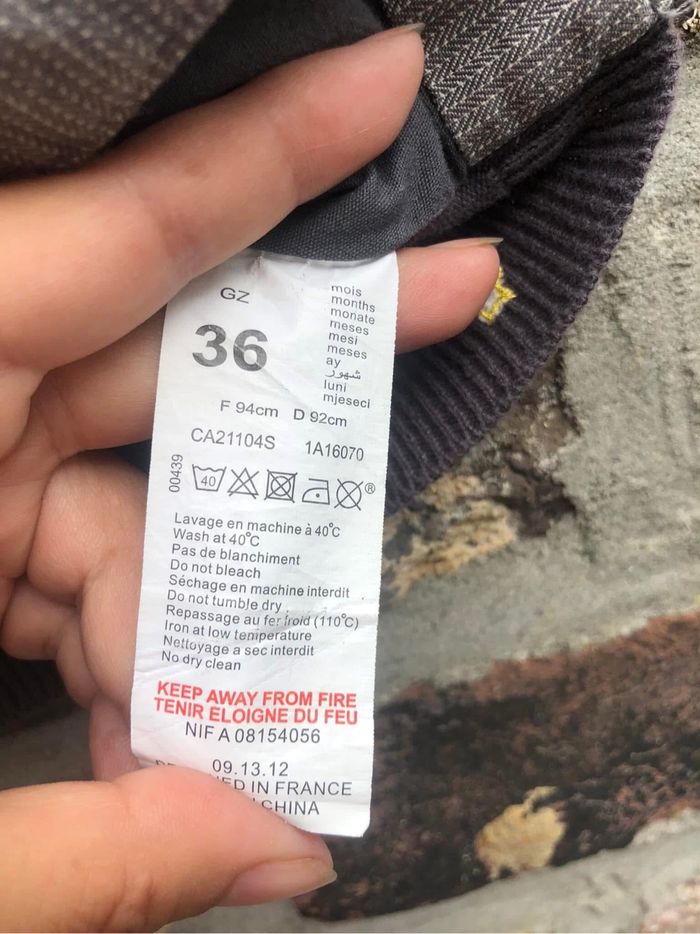 GZ
36
mois
months
monate
meses
mesi
meses
ay
شهور
luni
mjeseci
F 94cm D 92cm
CA21104S 1A16070
00439
40
®
Lavage en machine à 40°C
Wash at 40°C
Pas de blanchiment
Do not bleach
Séchage en machine interdit
Do not tumble dry
Repassage au fer froid (110°C)
Iron at low temperature
Nettoyage a sec interdit
No dry clean
KEEP AWAY FROM FIRE
TENIR ELOIGNE DU FEU
NIF A 08154056
09.13.12
IN FRANCE
CHINA